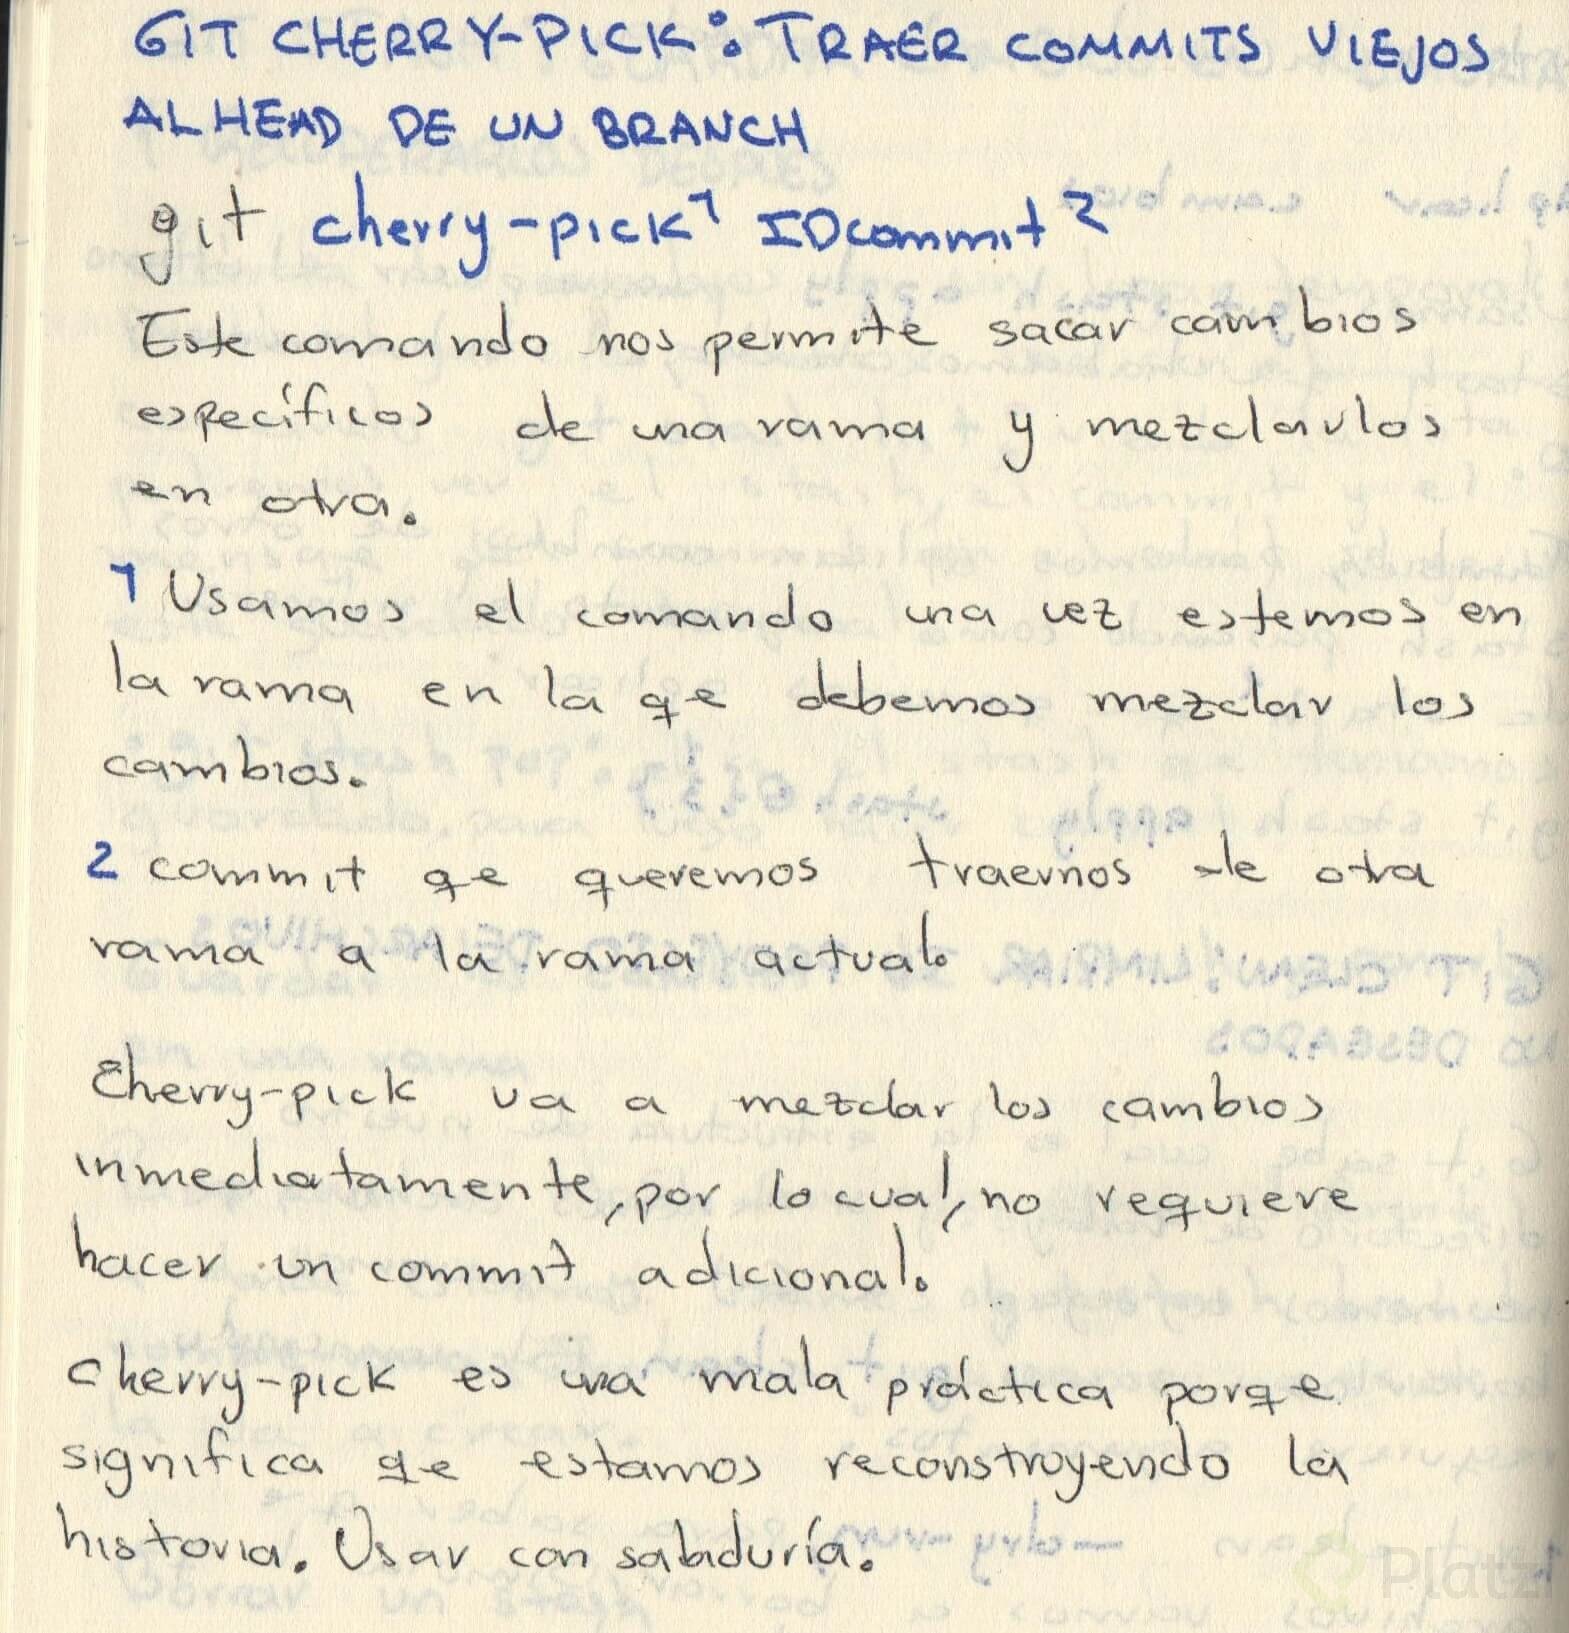 GIT CHERRY-PICK: TRAER COMMITS VIEJOS
AL HEAD DE UN BRANCH
git cherry-pick¹ IDcommit²
Este comando nos permite sacar cambios
específicos de una rama y mezclarlos
en otra.
1 Usamos el comando una vez estemos en
la rama en la qe debemos mezclar los
cambios.
2 commit qe queremos traernos de otra
rama a la rama actual.
Cherry-pick va a mezclar los cambios
inmediatamente, por lo cual, no requiere
hacer un commit adicional.
Cherry-pick es una mala práctica porqe
significa qe estamos reconstruyendo la
historia. Usar con sabiduría.
Platzi